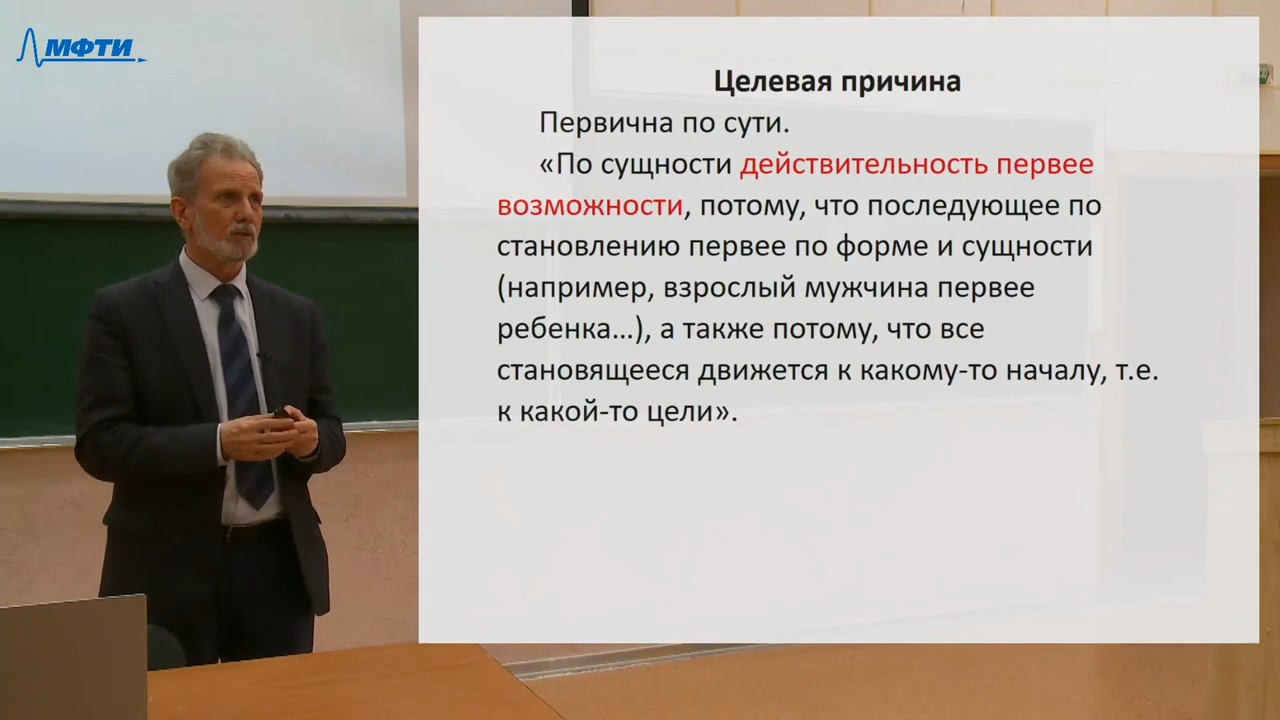 МФТИ
Целевая причина
Первична по сути.
«По сущности действительность первее
возможности, потому, что последующее по
становлению первее по форме и сущности
(например, взрослый мужчина первее
ребенка…), а также потому, что все
становящееся движется к какому-то началу, т.е.
к какой-то цели».